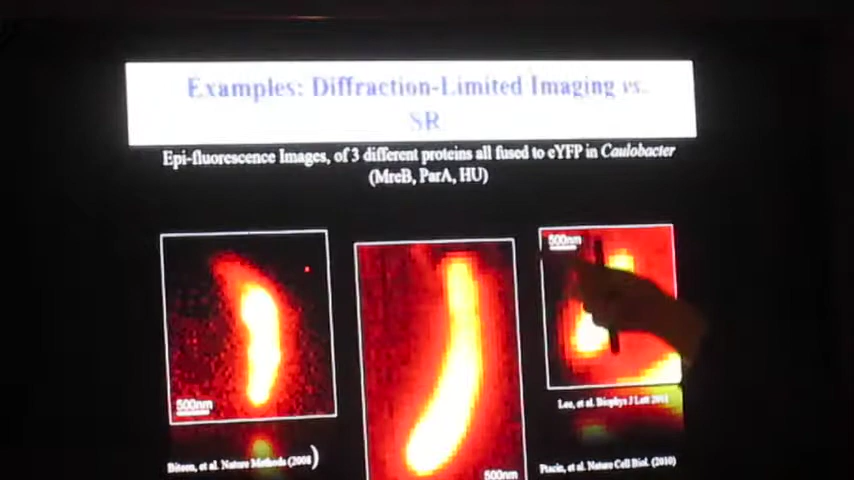 Examples: Diffraction-Limited Imaging vs.
SR
Epi-fluorescence Images, of 3 different proteins all fused to eYFP in Caulobacter
(MreB, ParA, HU)
500nm
500nm
500nm
Lee, et al. Biophys J Lett 2011
Biteen, et al. Nature Methods (2008)
Ptacin, et al. Nature Cell Biol. (2010)